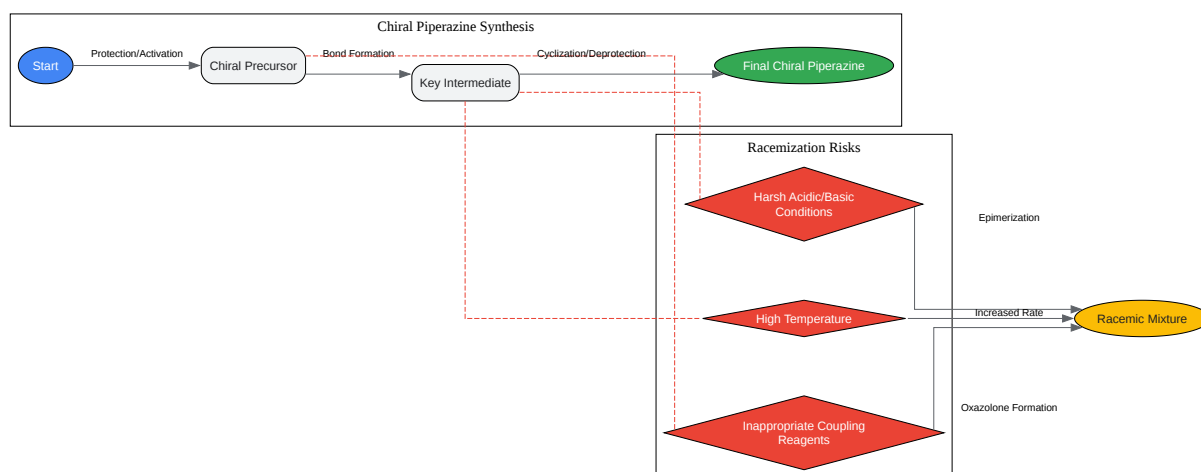 Chiral Piperazine Synthesis
Start
Protection/Activation
Chiral Precursor
Bond Formation
Key Intermediate
Cyclization/Deprotection
Final Chiral Piperazine
Racemization Risks
Harsh Acidic/Basic
Conditions
Epimerization
High Temperature
Increased Rate
Racemic Mixture
Inappropriate Coupling
Reagents
Oxazolone Formation